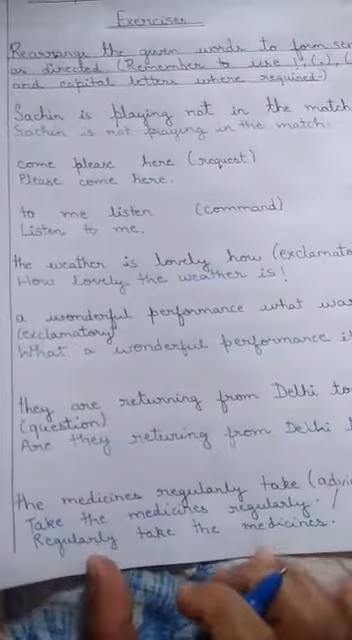 Exercises
Rearrange the given words to form
as directed (Remember to use
and capital letters where required.)
Sachin is playing not in the match
Sachin is not playing in the match.
come please here (request)
Please come here.
to me listen (command)
Listen to me.
the weather is lovely how
How lovely the weather is!
a wonderful performance what
(exclamatory)
What a wonderful performance
they are returning from Delhi
(question)
Are they returing from Delhi
the medicines regularly take
Take the medicines regularly. /
Regularly take the medicines.